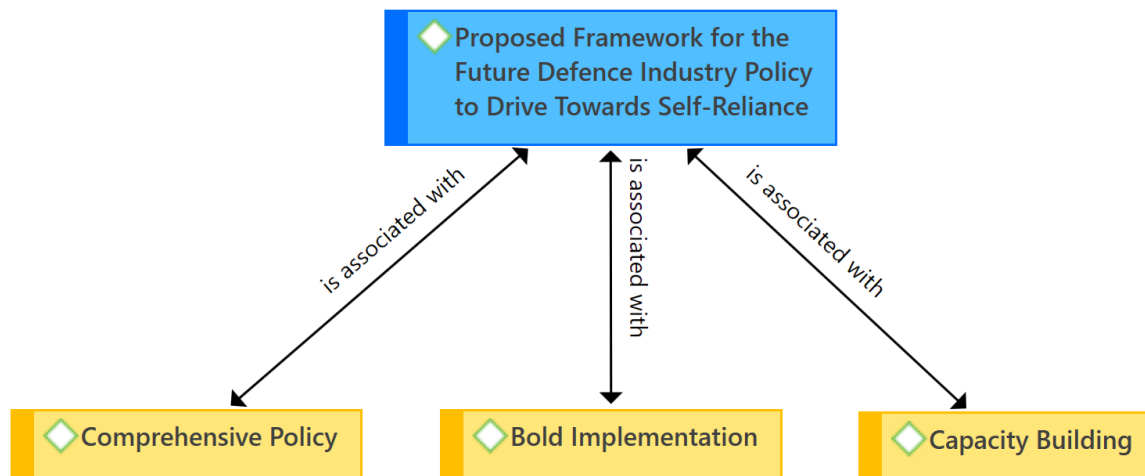 Proposed Framework for the
Future Defence Industry Policy
to Drive Towards Self-Reliance
is associated with
is associated with
is associated with
Comprehensive Policy
Bold Implementation
Capacity Building